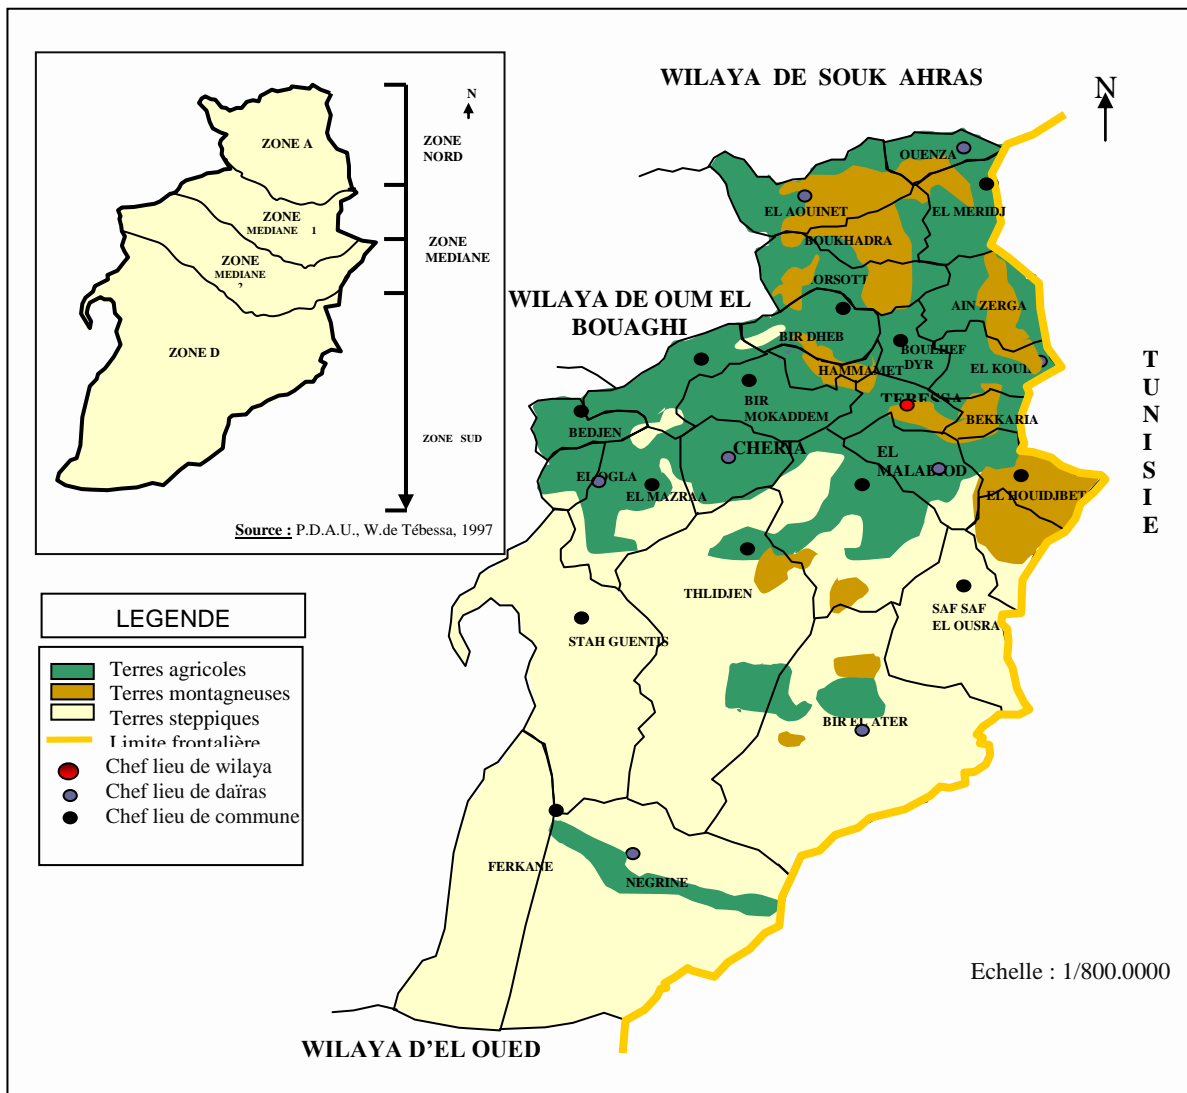 WILAYA DE SOUK AHRAS
N
N
ZONE A
ZONE
NORD
ZONE
MEDIANE 1
ZONE
MEDIANE
ZONE
MEDIANE
ZONE D
ZONE SUD
Source : P.D.A.U., W.de Tébessa, 1997
OUENZA
EL AOUINET
EL MERIDJ
BOUKHADRA
ORSOTT
WILAYA DE OUM EL
BOUAGHI
AIN ZERGA
BIR DHEB
BOULHEF
DYR
HAMMAMET
EL KOUI
TEBESSA
BIR
MOKADDEM
BEKKARIA
BEDJEN
CHERIA
EL
MALABIOD
EL OGLA
EL MAZRAA
EL HOUIDJBET
T
U
N
I
S
I
E
THLIDJEN
SAF SAF
EL OUSRA
STAH GUENTIS
BIR EL ATER
FERKANE
NEGRINE
LEGENDE
Terres agricoles
Terres montagneuses
Terres steppiques
Limite frontalière
Chef lieu de wilaya
Chef lieu de daïras
Chef lieu de commune
Echelle : 1/800.0000
WILAYA D'EL OUED